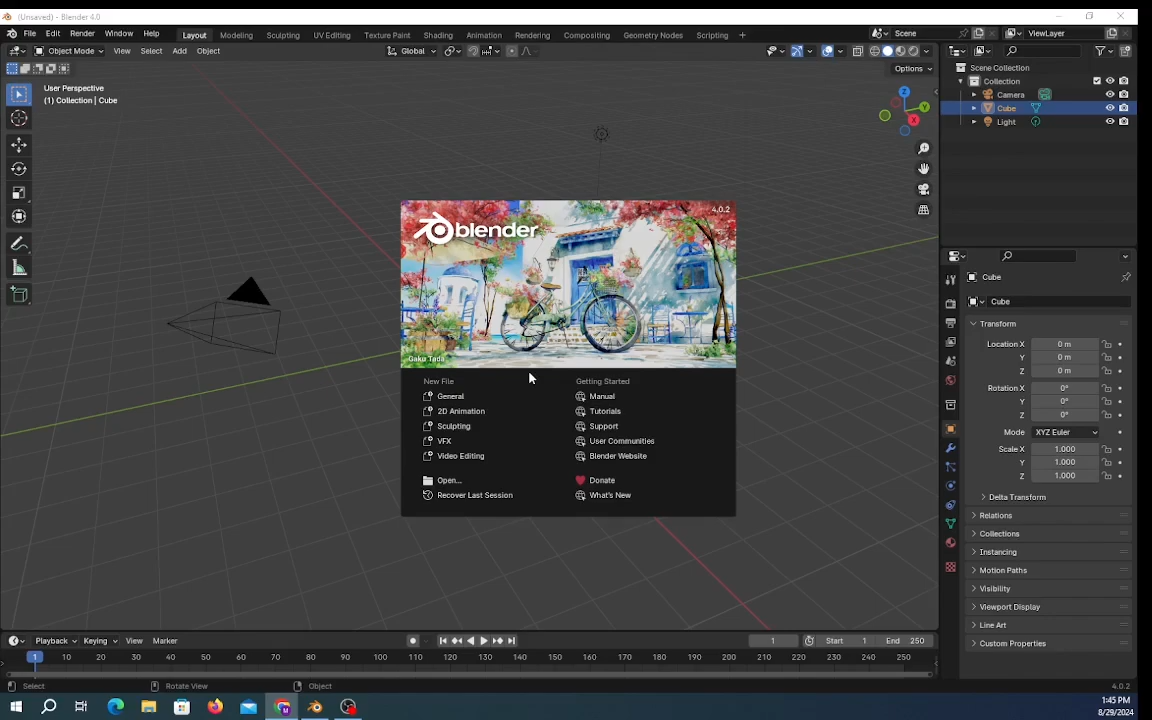 (Unsaved) - Blender 4.0
File Edit Render Window Help Layout Modeling Sculpting UV Editing Texture Paint Shading Animation Rendering Compositing Geometry Nodes Scripting + Scene ViewLayer
Object Mode View Select Add Object Global
Options
User Perspective
(1) Collection | Cube
Z
Y
X
Scene Collection
Collection
Camera
Cube
Light
blender
4.0.2
Gaku Tada
New File
General
2D Animation
Sculpting
VFX
Video Editing
Open...
Recover Last Session
Getting Started
Manual
Tutorials
Support
User Communities
Blender Website
Donate
What's New
Cube
Cube
Transform
Location X 0 m
Y 0 m
Z 0 m
Rotation X 0°
Y 0°
Z 0°
Mode XYZ Euler
Scale X 1.000
Y 1.000
Z 1.000
Delta Transform
Relations
Collections
Instancing
Motion Paths
Visibility
Viewport Display
Line Art
Custom Properties
Playback Keying View Marker 1 Start 1 End 250
1 10 20 30 40 50 60 70 80 90 100 110 120 130 140 150 160 170 180 190 200 210 220 230 240 250
Select Rotate View Object 4.0.2
1:45 PM
8/29/2024